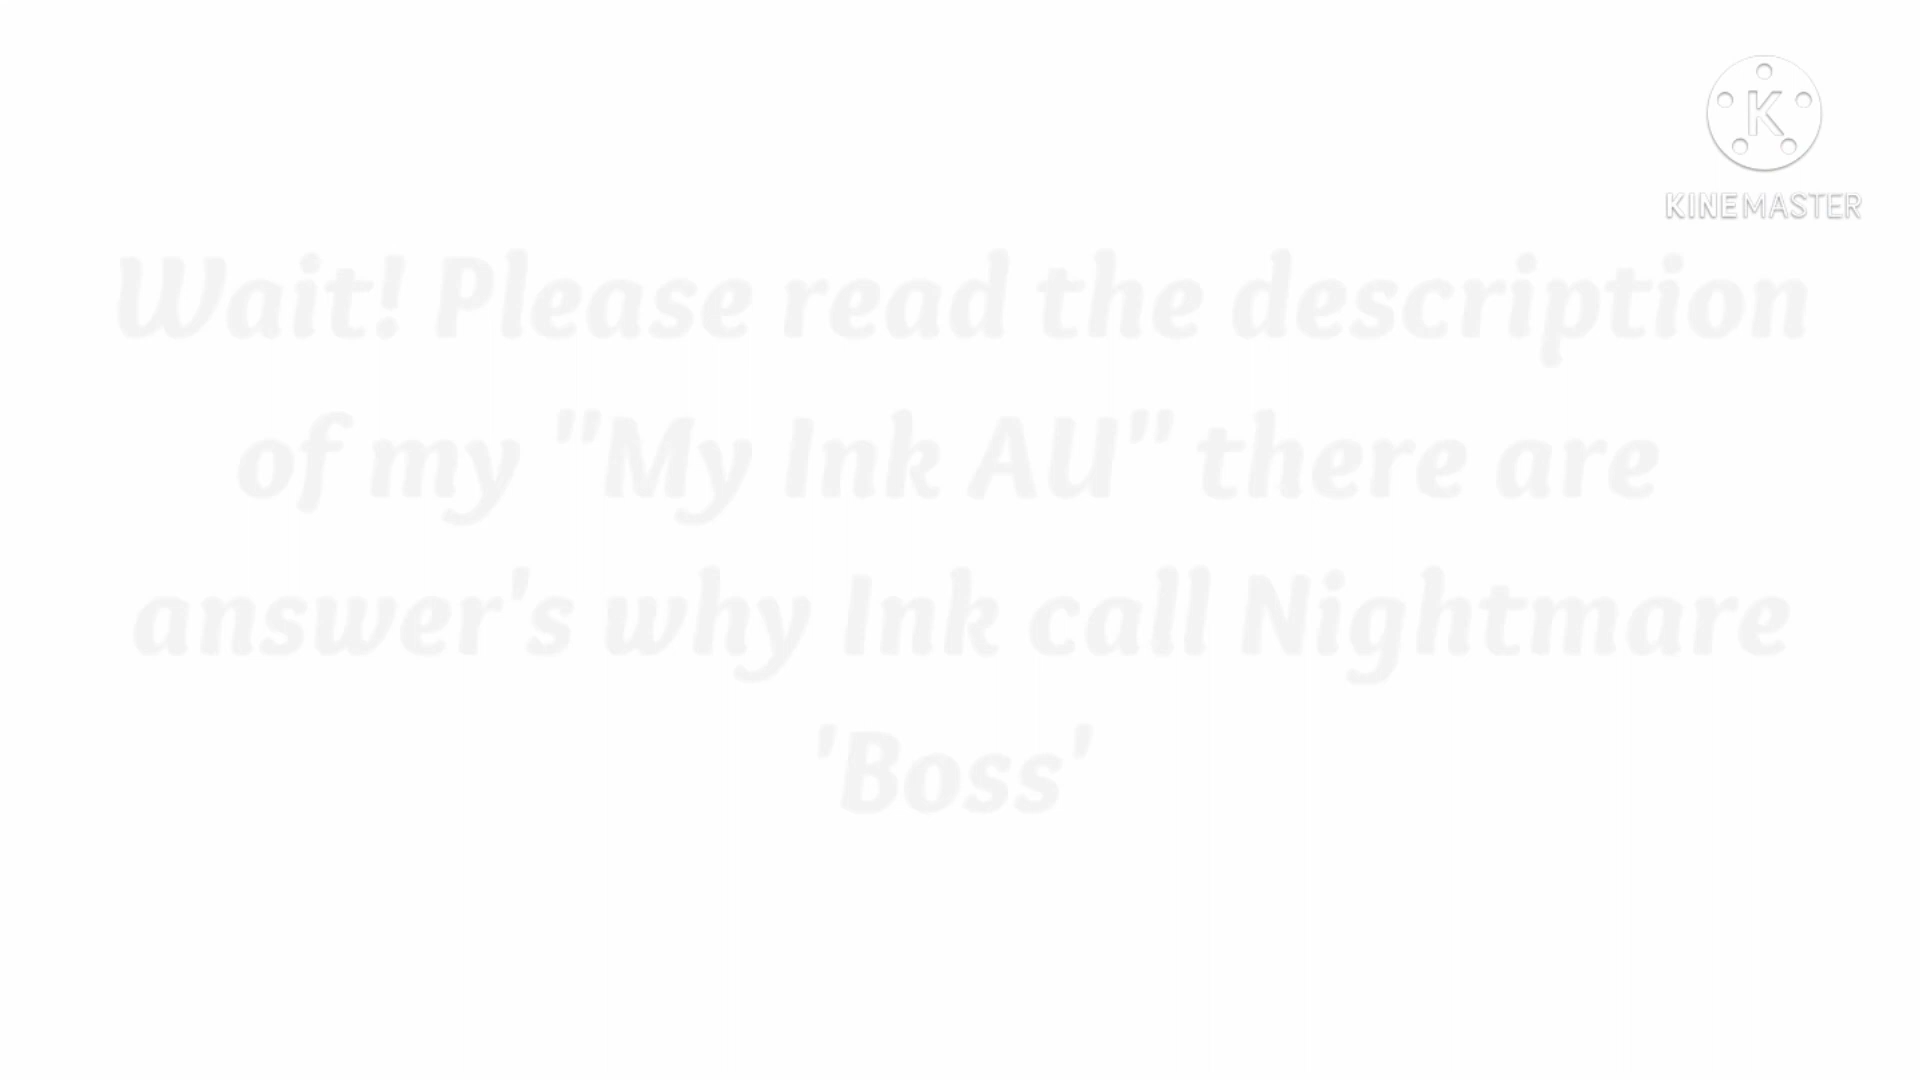 K
KINEMASTER
Wait! Please read the description
of my "My Ink AU" there are
answer's why Ink call Nightmare
'Boss'